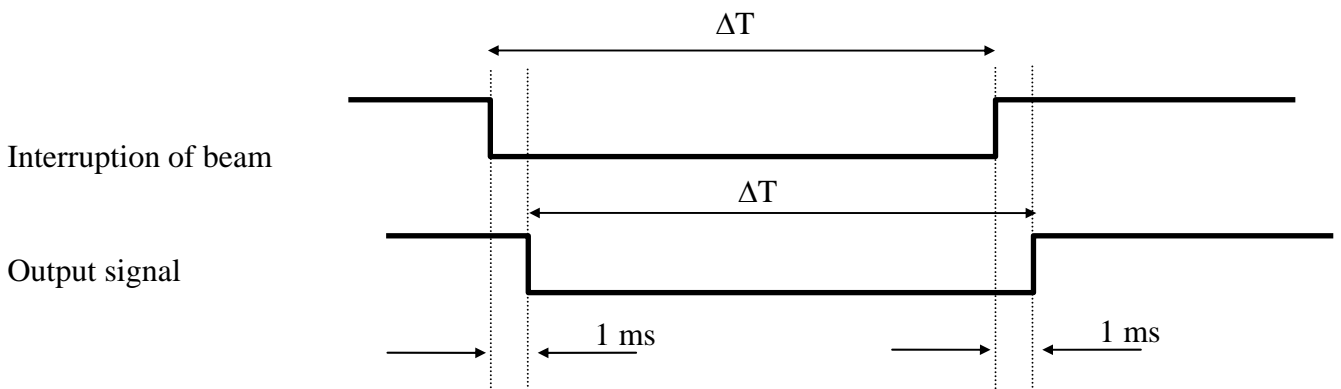 ΔT
Interruption of beam
ΔT
Output signal
1 ms
1 ms